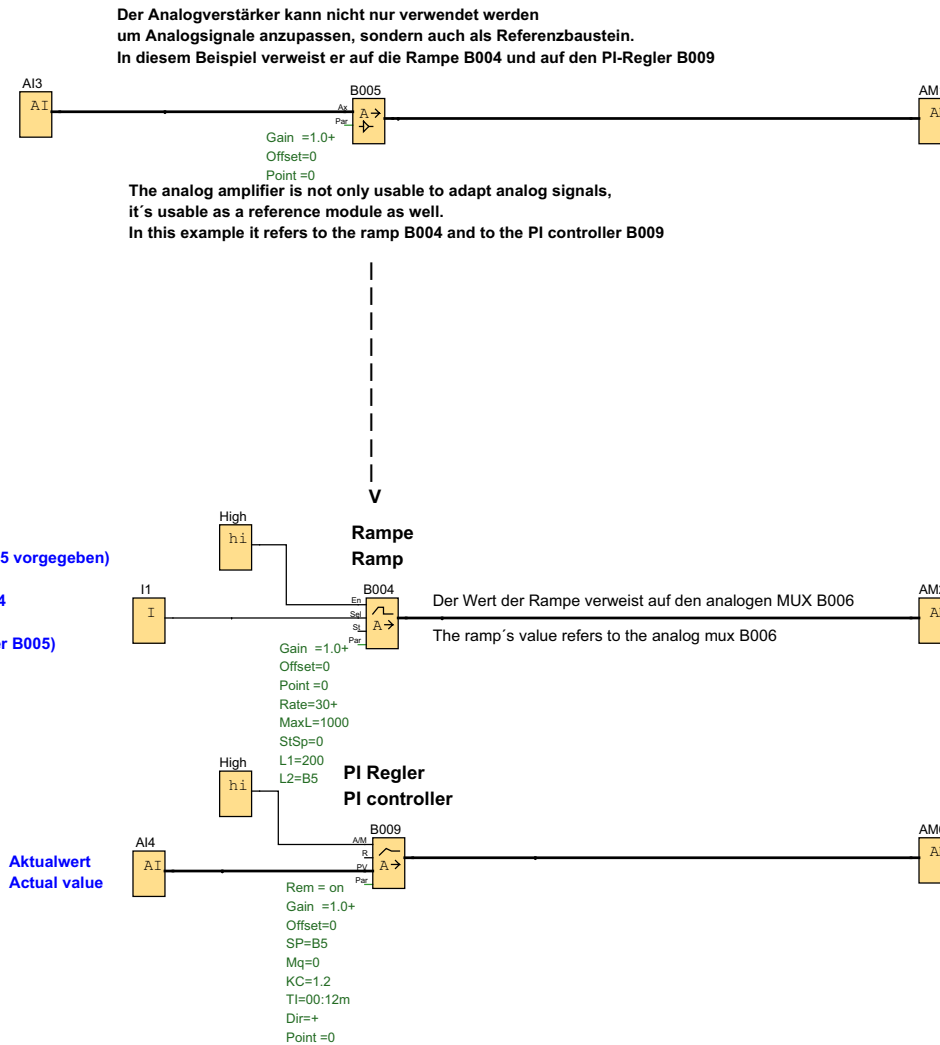 Der Analogverstärker kann nicht nur verwendet werden
um Analogsignale anzupassen, sondern auch als Referenzbaustein.
In diesem Beispiel verweist er auf die Rampe B004 und auf den PI-Regler B009
AI3
AI
B005
Ax
Par
A→
AM
A
Gain =1.0+
Offset=0
Point =0
The analog amplifier is not only usable to adapt analog signals,
it´s usable as a reference module as well.
In this example it refers to the ramp B004 and to the PI controller B009
V
High
hi
Rampe
Ramp
5 vorgegeben)
4
r B005)
I1
I
B004
En
Sel
St
Par
A→
Der Wert der Rampe verweist auf den analogen MUX B006
The ramp´s value refers to the analog mux B006
AM2
A
Gain =1.0+
Offset=0
Point =0
Rate=30+
MaxL=1000
StSp=0
L1=200
L2=B5
High
hi
PI Regler
PI controller
B009
A/M
R
PV
Par
A→
AI4
AI
Aktualwert
Actual value
AM
A
Rem = on
Gain =1.0+
Offset=0
SP=B5
Mq=0
KC=1.2
TI=00:12m
Dir=+
Point =0